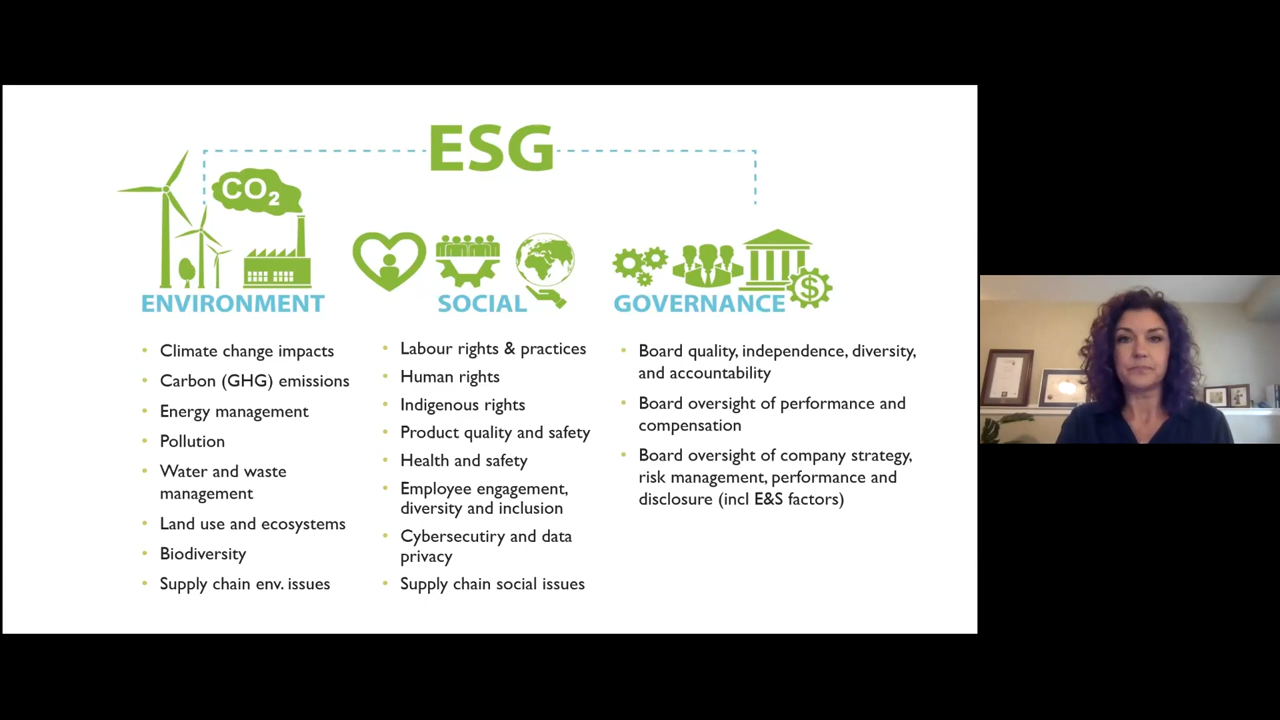 ESG
CO2
ENVIRONMENT
Climate change impacts
Carbon (GHG) emissions
Energy management
Pollution
Water and waste
management
Land use and ecosystems
Biodiversity
Supply chain env. issues
SOCIAL
Labour rights & practices
Human rights
Indigenous rights
Product quality and safety
Health and safety
Employee engagement,
diversity and inclusion
Cybersecutiry and data
privacy
Supply chain social issues
$
GOVERNANCE
Board quality, independence, diversity,
and accountability
Board oversight of performance and
compensation
Board oversight of company strategy,
risk management, performance and
disclosure (incl E&S factors)